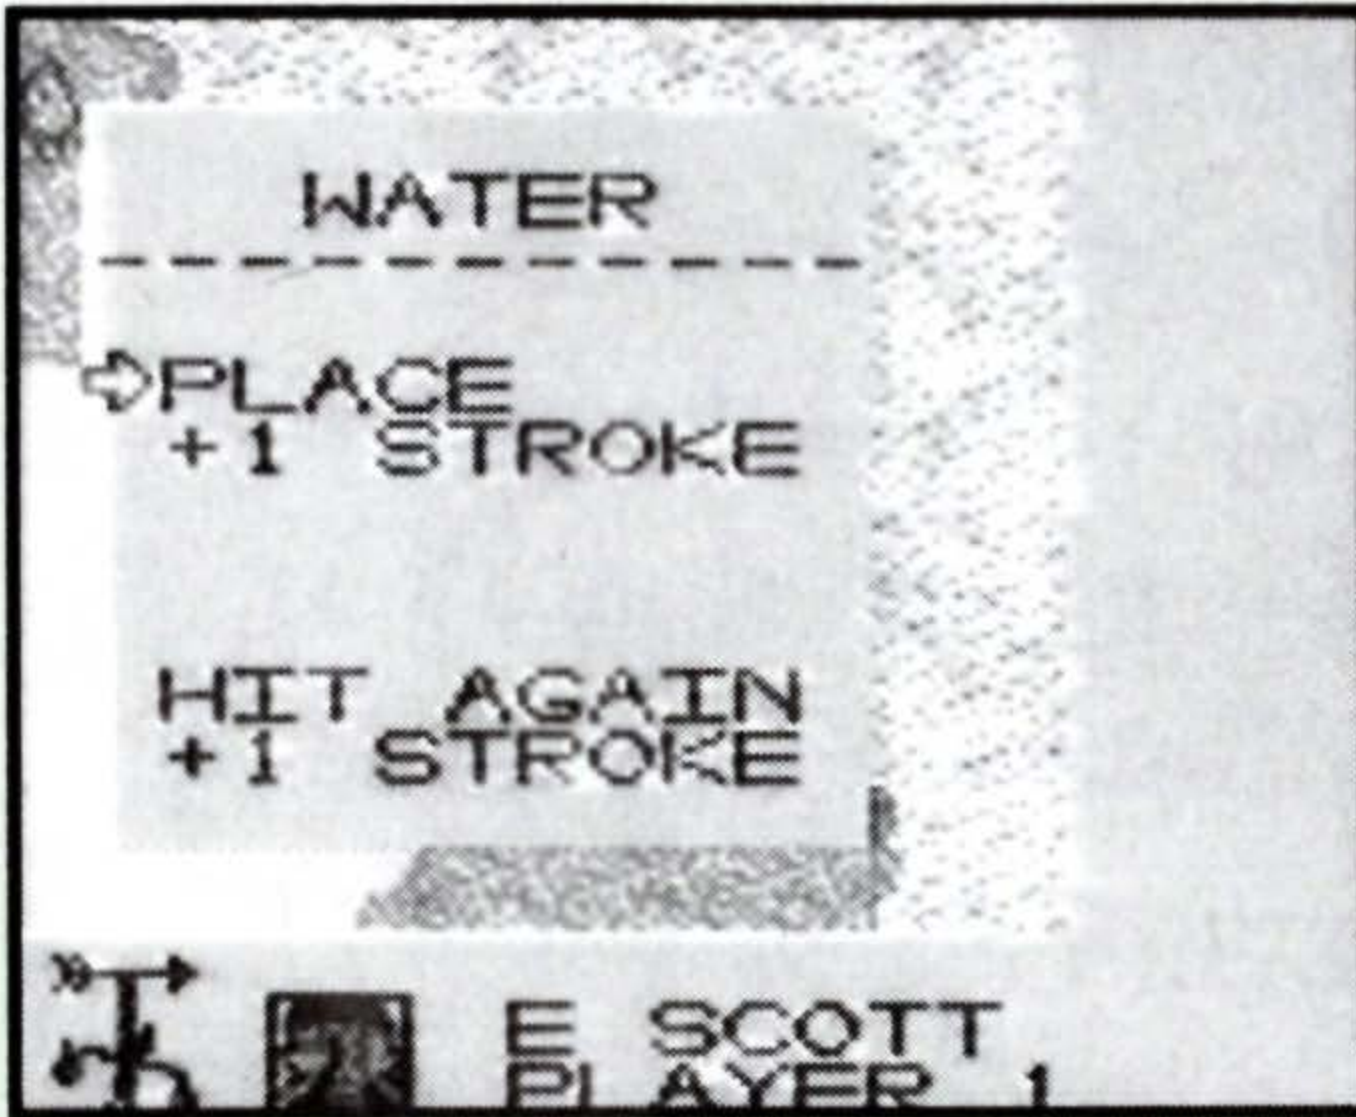 WATER
PLACE
+1 STROKE
HIT AGAIN
+1 STROKE
E SCOTT
PLAYER 1